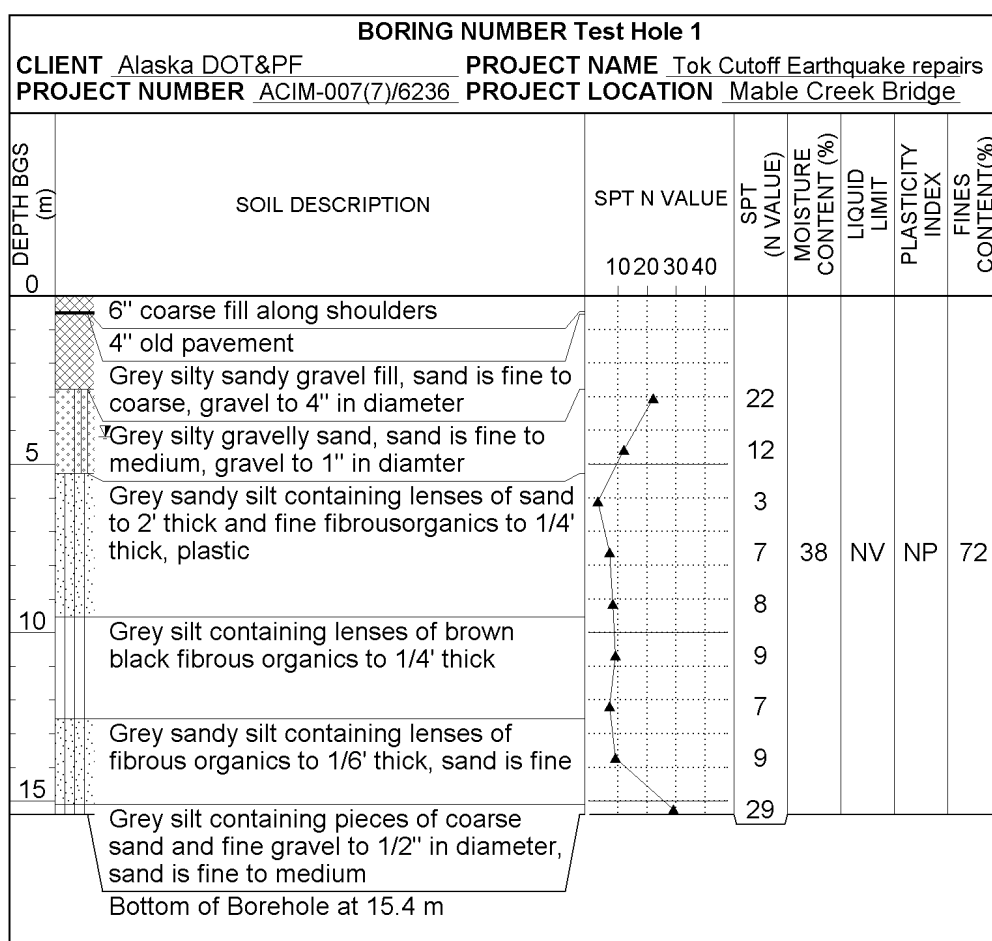 BORING NUMBER Test Hole 1
CLIENT Alaska DOT&PF PROJECT NAME Tok Cutoff Earthquake repairs
PROJECT NUMBER ACIM-007(7)/6236 PROJECT LOCATION Mable Creek Bridge
DEPTH BGS
(m)
SOIL DESCRIPTION
SPT N VALUE
SPT
(N VALUE)
MOISTURE
CONTENT (%)
LIQUID
LIMIT
PLASTICITY
INDEX
FINES
CONTENT(%)
10 20 30 40
0
6" coarse fill along shoulders
4" old pavement
Grey silty sandy gravel fill, sand is fine to
coarse, gravel to 4" in diameter
22
Grey silty gravelly sand, sand is fine to
medium, gravel to 1" in diamter
12
5
Grey sandy silt containing lenses of sand
to 2' thick and fine fibrousorganics to 1/4'
thick, plastic
3
7 38 NV NP 72
8
10
Grey silt containing lenses of brown
black fibrous organics to 1/4' thick
9
7
Grey sandy silt containing lenses of
fibrous organics to 1/6' thick, sand is fine
9
15
29
Grey silt containing pieces of coarse
sand and fine gravel to 1/2" in diameter,
sand is fine to medium
Bottom of Borehole at 15.4 m